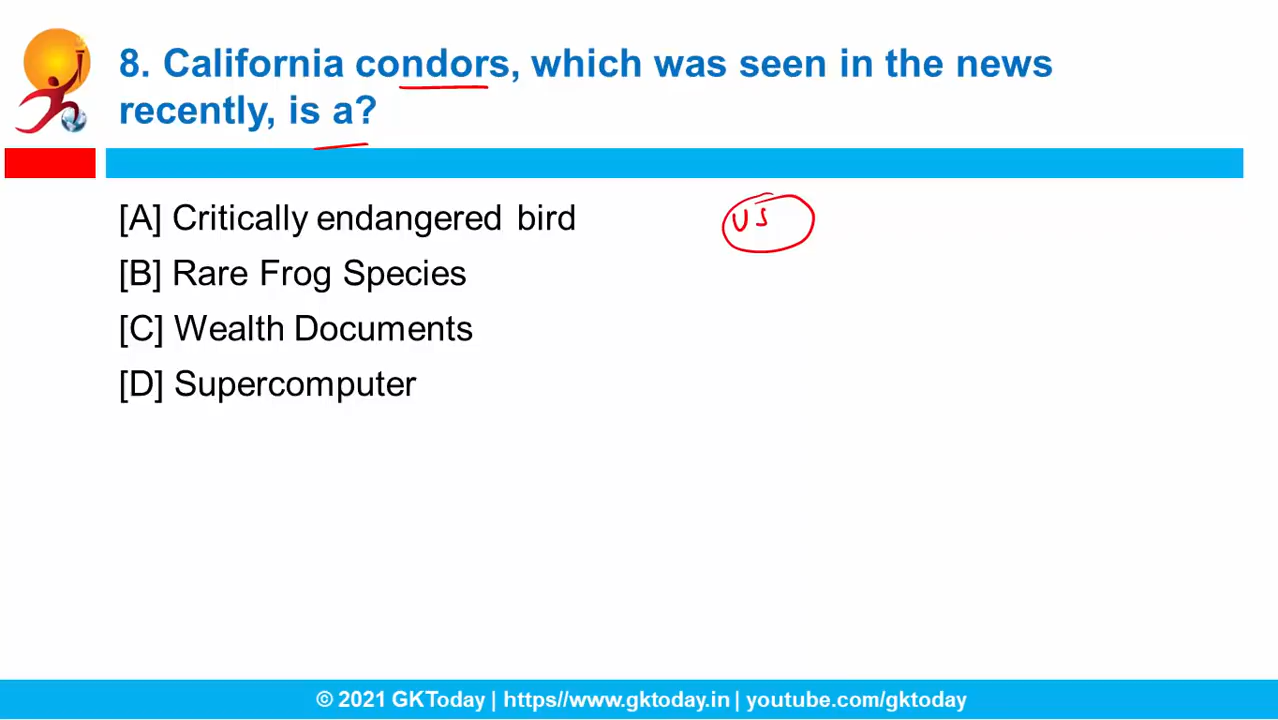 8. California condors, which was seen in the news
recently, is a?
[A] Critically endangered bird
US
[B] Rare Frog Species
[C] Wealth Documents
[D] Supercomputer
© 2021 GKToday | https//www.gktoday.in | youtube.com/gktoday